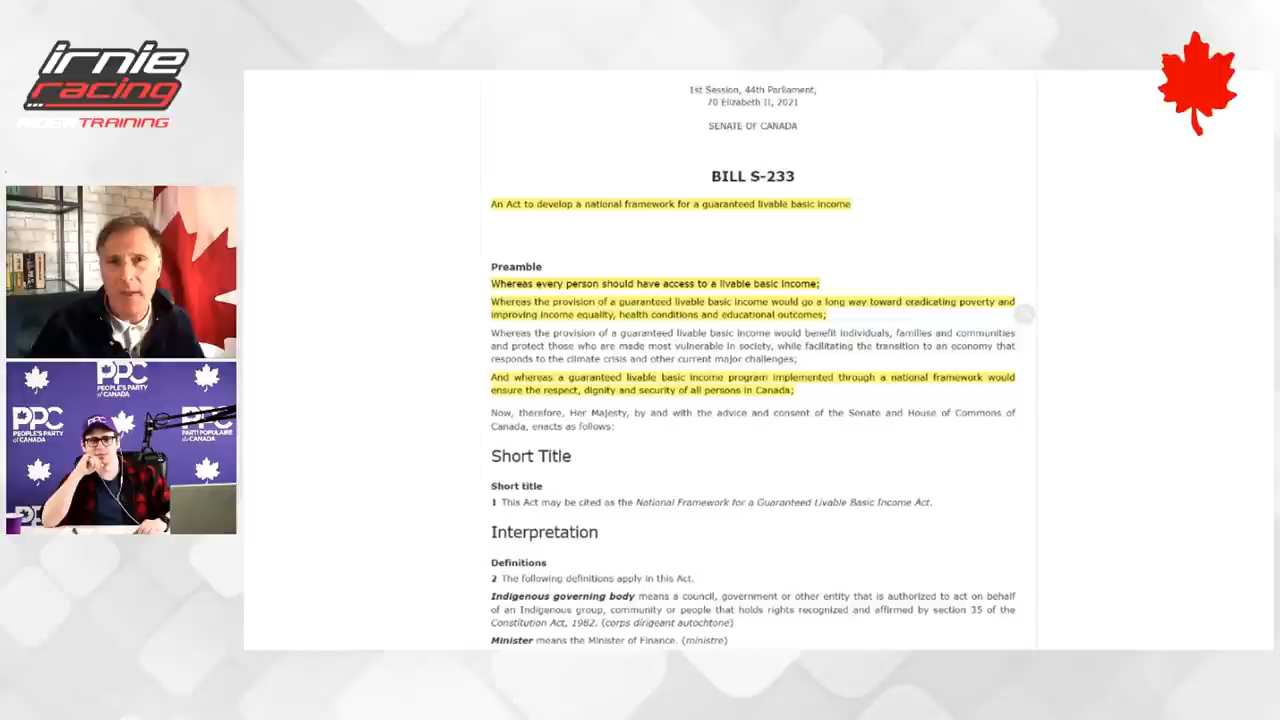 irnie
racing
RIDER TRAINING
PPC
PEOPLE'S PARTY
of CANADA
PPC
PEOPLE'S PARTY
of CANADA
PPC
PARTI POPULAIRE
du CANADA
PPC
1st Session, 44th Parliament,
70 Elizabeth II, 2021
SENATE OF CANADA
BILL S-233
An Act to develop a national framework for a guaranteed livable basic income
Preamble
Whereas every person should have access to a livable basic income;
Whereas the provision of a guaranteed livable basic income would go a long way toward eradicating poverty and
improving income equality, health conditions and educational outcomes;
Whereas the provision of a guaranteed livable basic income would benefit individuals, families and communities
and protect those who are made most vulnerable in society, while facilitating the transition to an economy that
responds to the climate crisis and other current major challenges;
And whereas a guaranteed livable basic income program implemented through a national framework would
ensure the respect, dignity and security of all persons in Canada;
Now, therefore, Her Majesty, by and with the advice and consent of the Senate and House of Commons of
Canada, enacts as follows:
Short Title
Short title
1 This Act may be cited as the National Framework for a Guaranteed Livable Basic Income Act.
Interpretation
Definitions
2 The following definitions apply in this Act.
Indigenous governing body means a council, government or other entity that is authorized to act on behalf
of an Indigenous group, community or people that holds rights recognized and affirmed by section 35 of the
Constitution Act, 1982. (corps dirigeant autochtone)
Minister means the Minister of Finance. (ministre)